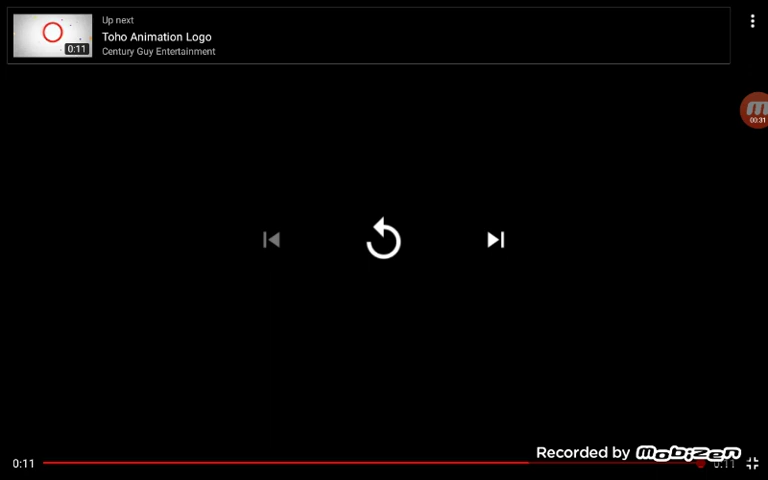 Up next
Toho Animation Logo
0:11
Century Guy Entertainment
00:31
Recorded by Mobizen
0:11
0:11